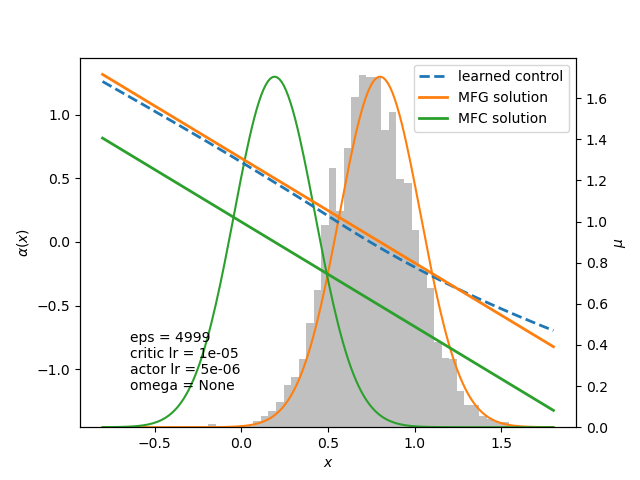 learned control
MFG solution
MFC solution
1.0
0.5
0.0
−0.5
−1.0
α(x)
1.6
1.4
1.2
1.0
0.8
0.6
0.4
0.2
0.0
μ
eps = 4999
critic lr = 1e-05
actor lr = 5e-06
omega = None
−0.5 0.0 0.5 1.0 1.5
x